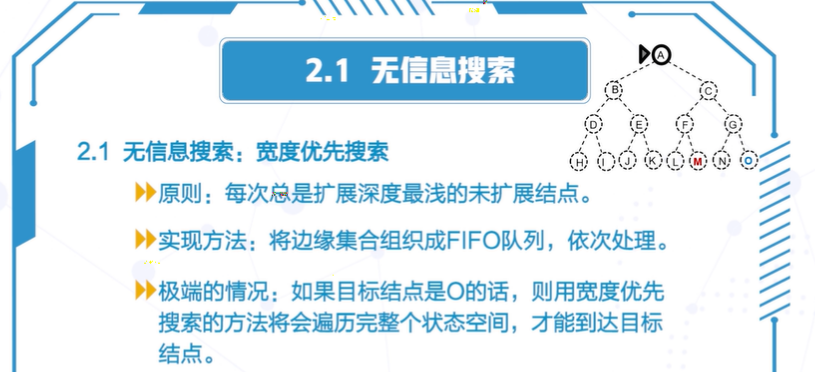 2.1 无信息搜索
A
B C
D E F G
H I J K L M N O
2.1 无信息搜索：宽度优先搜索
原则：每次总是扩展深度最浅的未扩展结点。
实现方法：将边缘集合组织成FIFO队列，依次处理。
极端的情况：如果目标结点是O的话，则用宽度优先
搜索的方法将会遍历完整个状态空间，才能到达目标
结点。